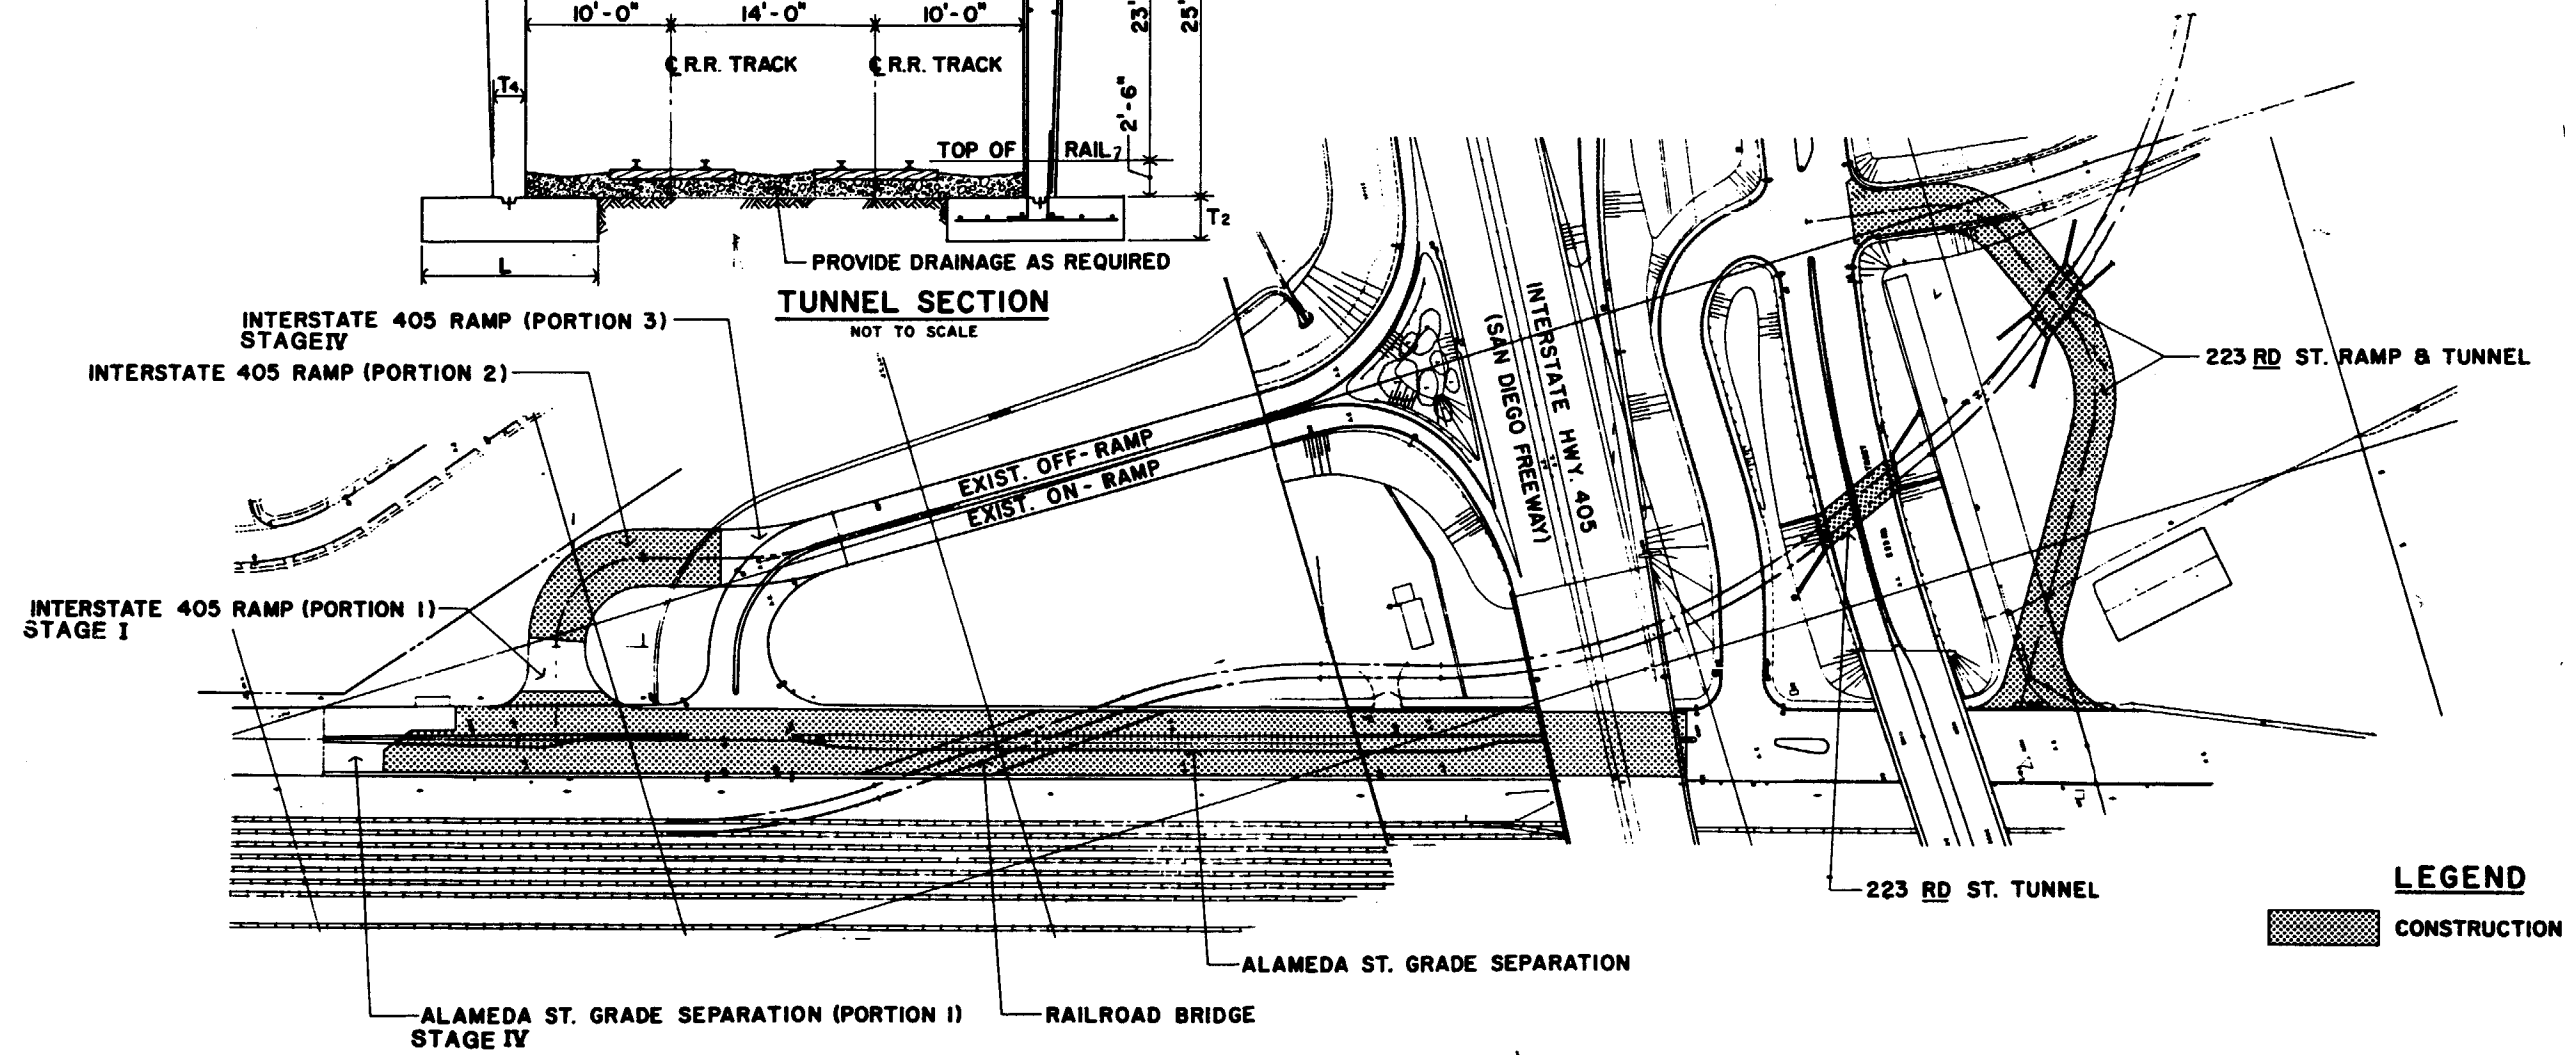 10'-0" 14'-0" 10'-0"
23'
25'
℄ R.R. TRACK ℄ R.R. TRACK
T4
2'-6"
TOP OF RAIL
T2
L
PROVIDE DRAINAGE AS REQUIRED
TUNNEL SECTION
NOT TO SCALE
INTERSTATE 405 RAMP (PORTION 3)
STAGE IV
INTERSTATE 405 RAMP (PORTION 2)
INTERSTATE 405 RAMP (PORTION 1)
STAGE I
EXIST. OFF-RAMP
EXIST. ON-RAMP
INTERSTATE HWY. 405
(SAN DIEGO FREEWAY)
223 RD ST. RAMP & TUNNEL
223 RD ST. TUNNEL
LEGEND
CONSTRUCTION
ALAMEDA ST. GRADE SEPARATION
ALAMEDA ST. GRADE SEPARATION (PORTION 1)
STAGE IV
RAILROAD BRIDGE